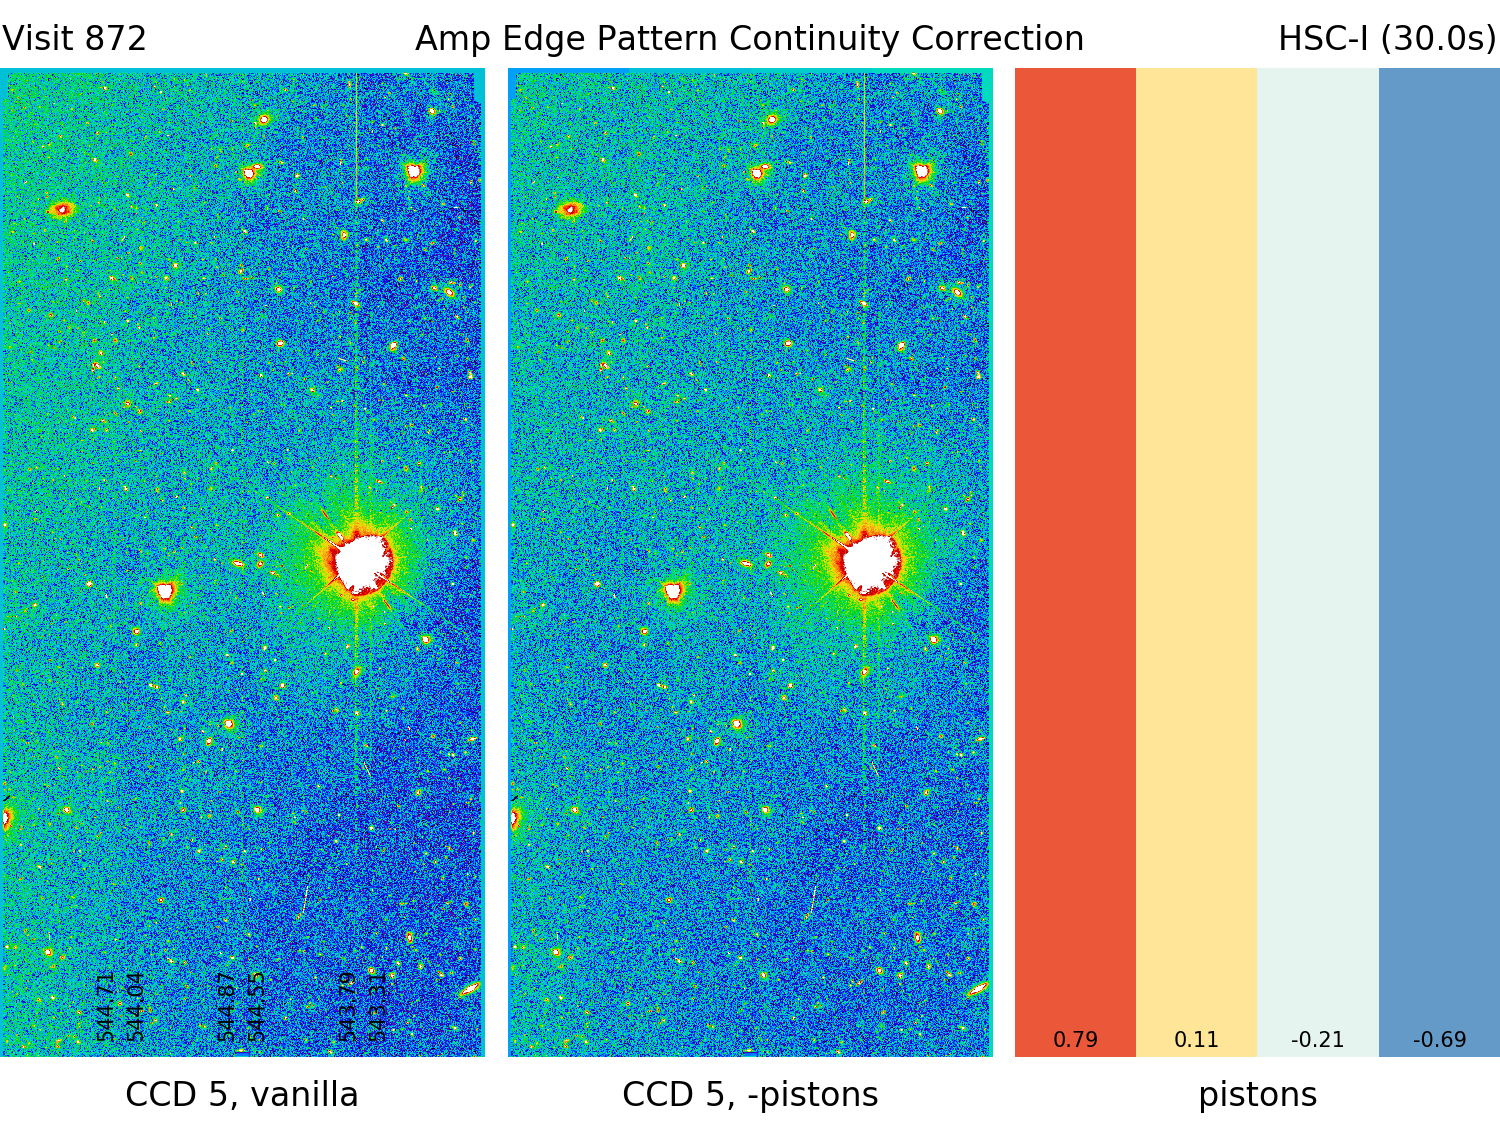 Visit 872 Amp Edge Pattern Continuity Correction HSC-I (30.0s)
544.71
544.04
544.87
544.55
543.79
543.31
0.79 0.11 -0.21 -0.69
CCD 5, vanilla CCD 5, -pistons pistons